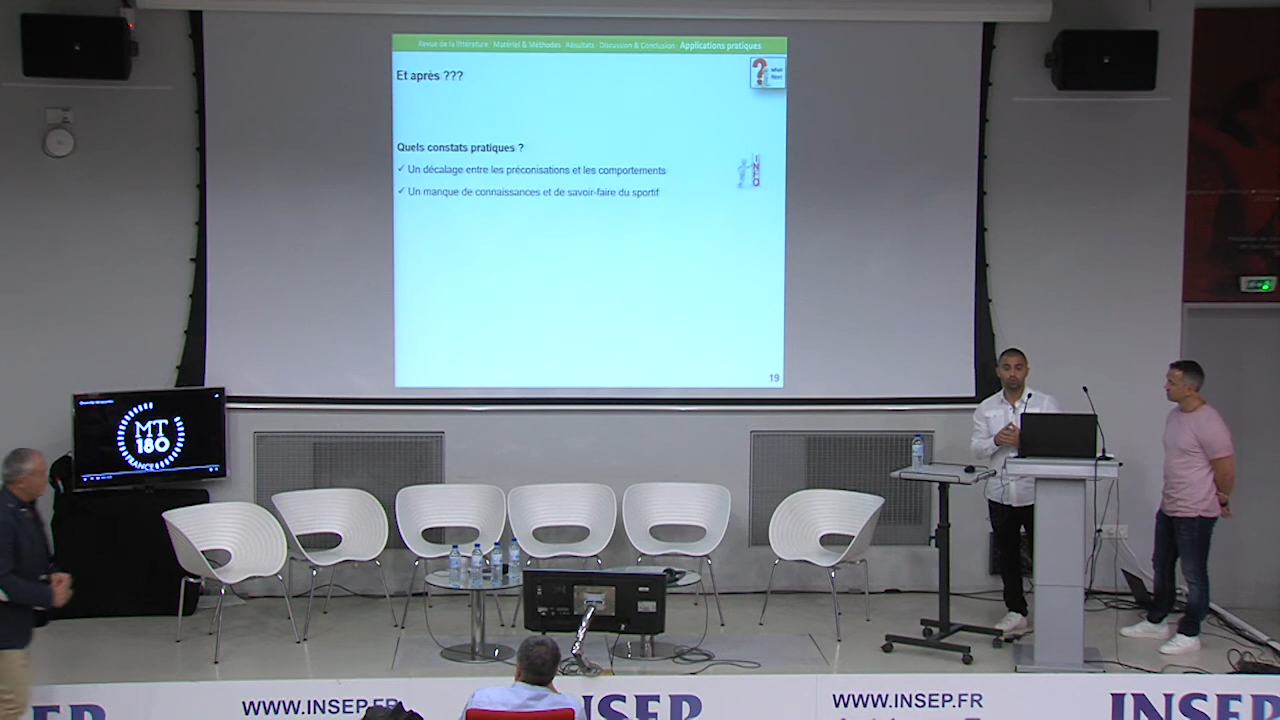 Revue de la littérature · Matériel & Méthodes · Résultats · Discussion & Conclusion · Applications pratiques
Et après ???
What
Next
Quels constats pratiques ?
✓ Un décalage entre les préconisations et les comportements
INFO
✓ Un manque de connaissances et de savoir-faire du sportif
19
MT
180
FRANCE
WWW.INSEP.FR
INSEP
WWW.INSEP.FR
INSEP